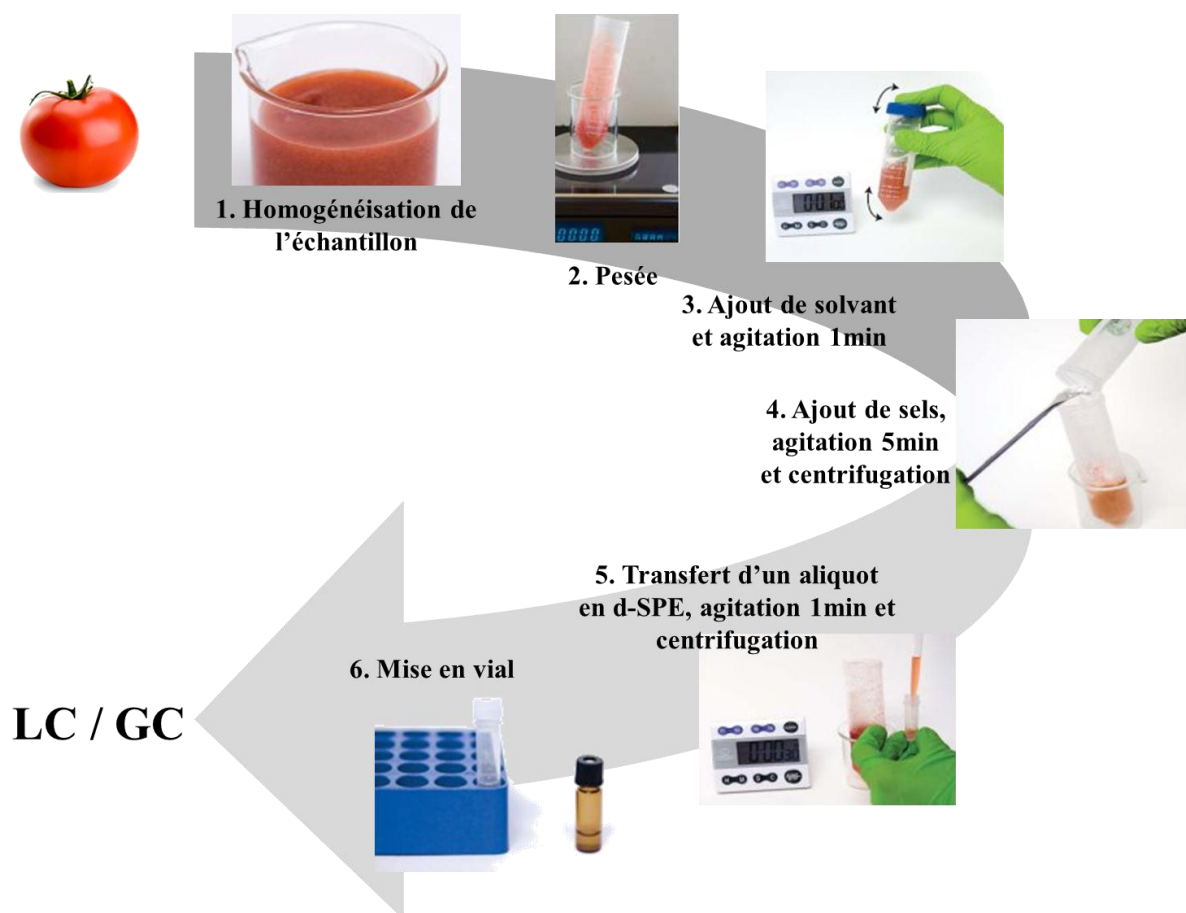 1. Homogénéisation de
l'échantillon
2. Pesée
3. Ajout de solvant
et agitation 1min
4. Ajout de sels,
agitation 5min
et centrifugation
5. Transfert d'un aliquot
en d-SPE, agitation 1min et
centrifugation
6. Mise en vial
LC / GC